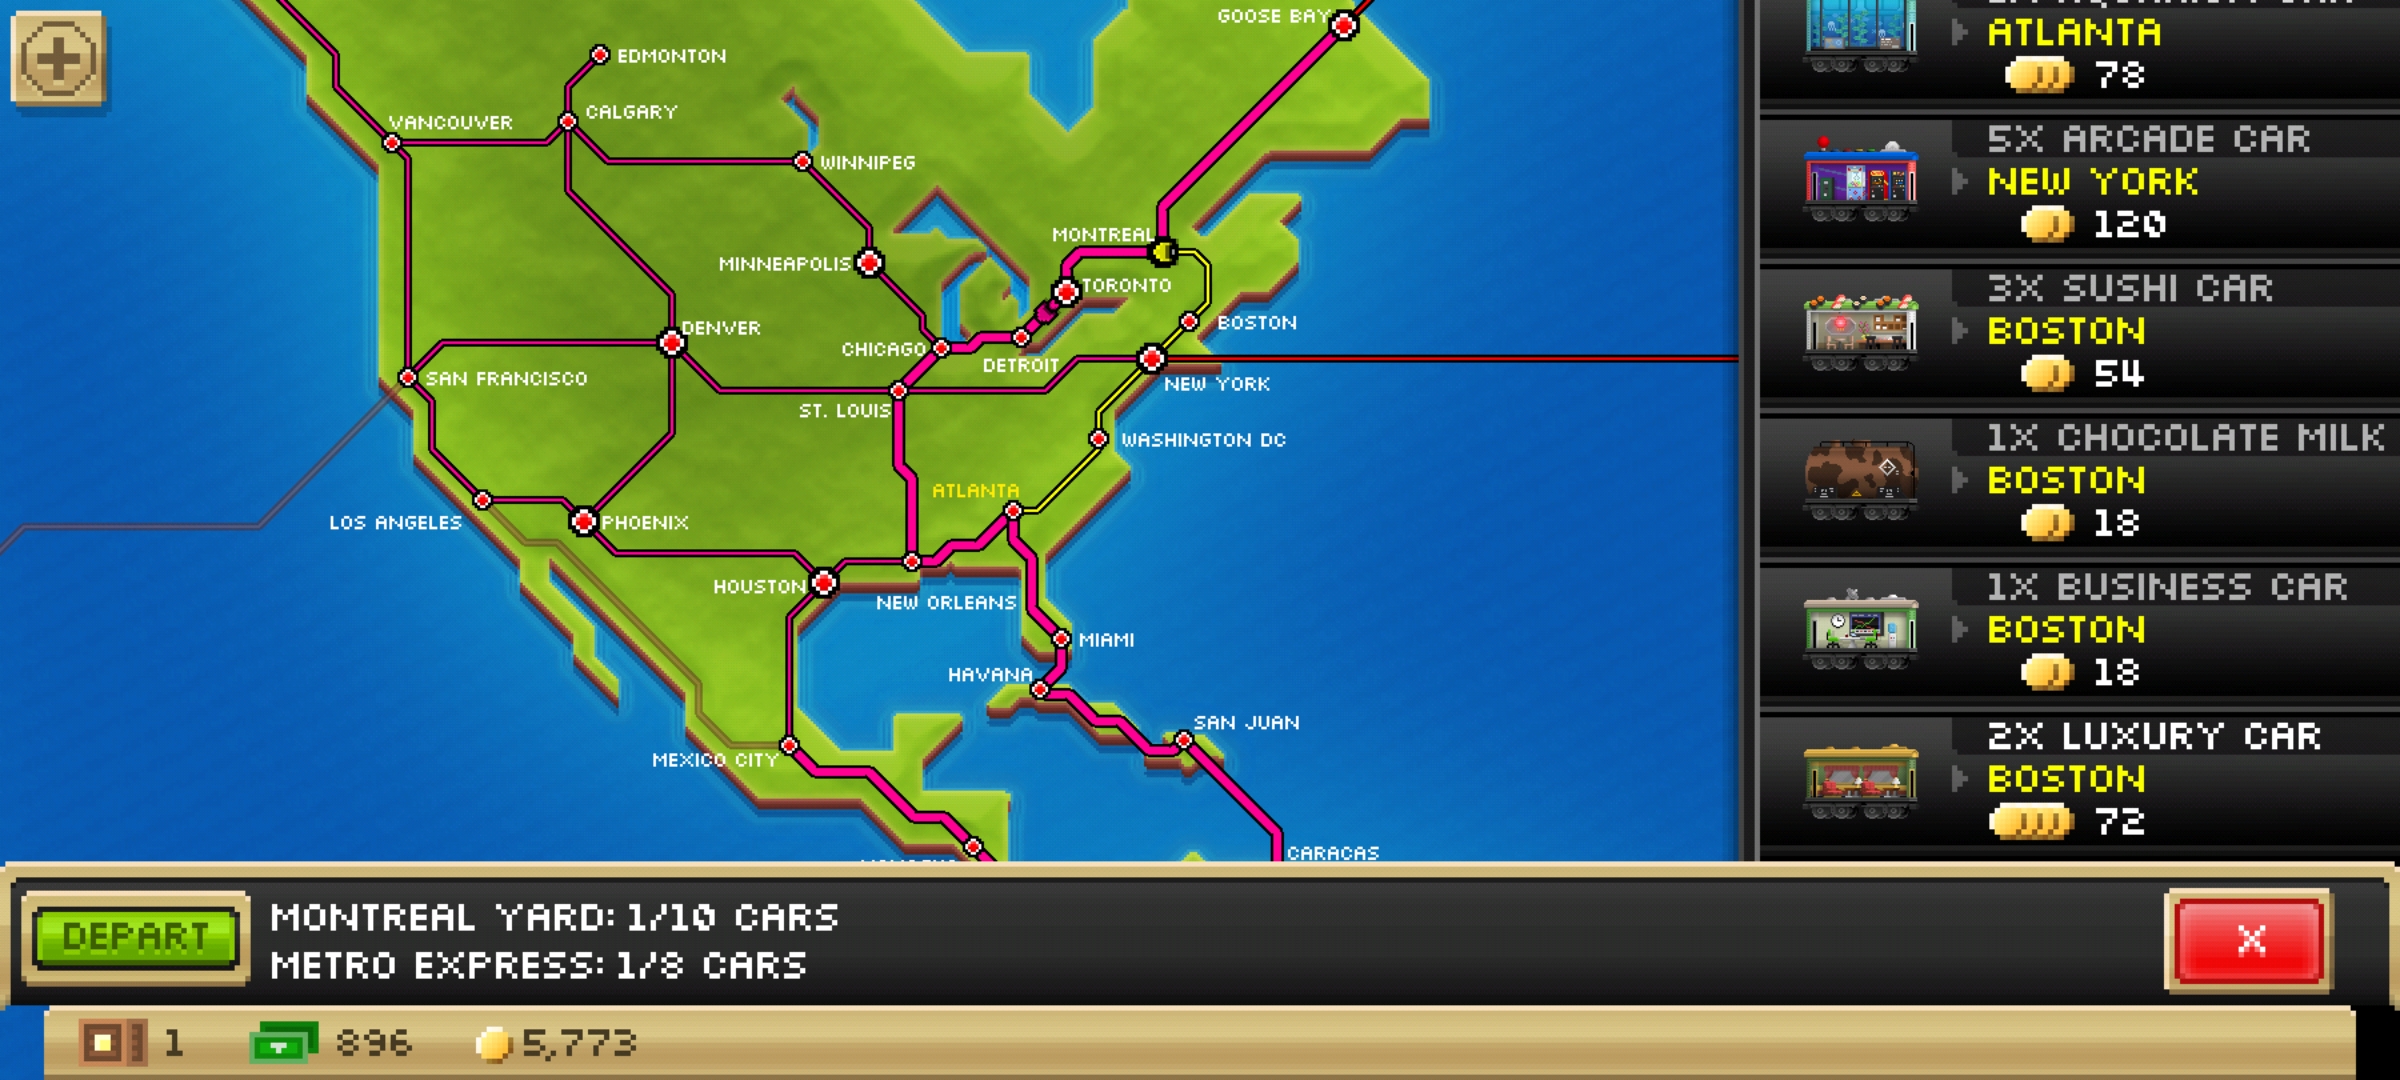 GOOSE BAY
EDMONTON
CALGARY
VANCOUVER
WINNIPEG
MONTREAL
MINNEAPOLIS
TORONTO
BOSTON
DENVER
CHICAGO
DETROIT
SAN FRANCISCO
NEW YORK
ST. LOUIS
WASHINGTON DC
ATLANTA
LOS ANGELES
PHOENIX
HOUSTON
NEW ORLEANS
MIAMI
HAVANA
SAN JUAN
MEXICO CITY
CARACAS
ATLANTA
78
5X ARCADE CAR
NEW YORK
120
3X SUSHI CAR
BOSTON
54
1X CHOCOLATE MILK
BOSTON
18
1X BUSINESS CAR
BOSTON
18
2X LUXURY CAR
BOSTON
72
DEPART
MONTREAL YARD: 1/10 CARS
METRO EXPRESS: 1/8 CARS
X
1 896 5,773